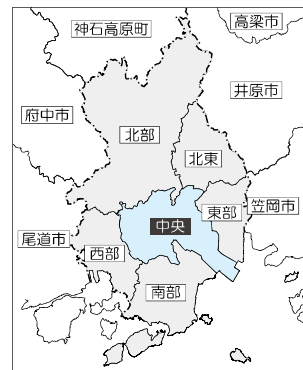 神石高原町
高梁市
井原市
府中市
北部
北東
笠岡市
東部
中央
尾道市
西部
南部